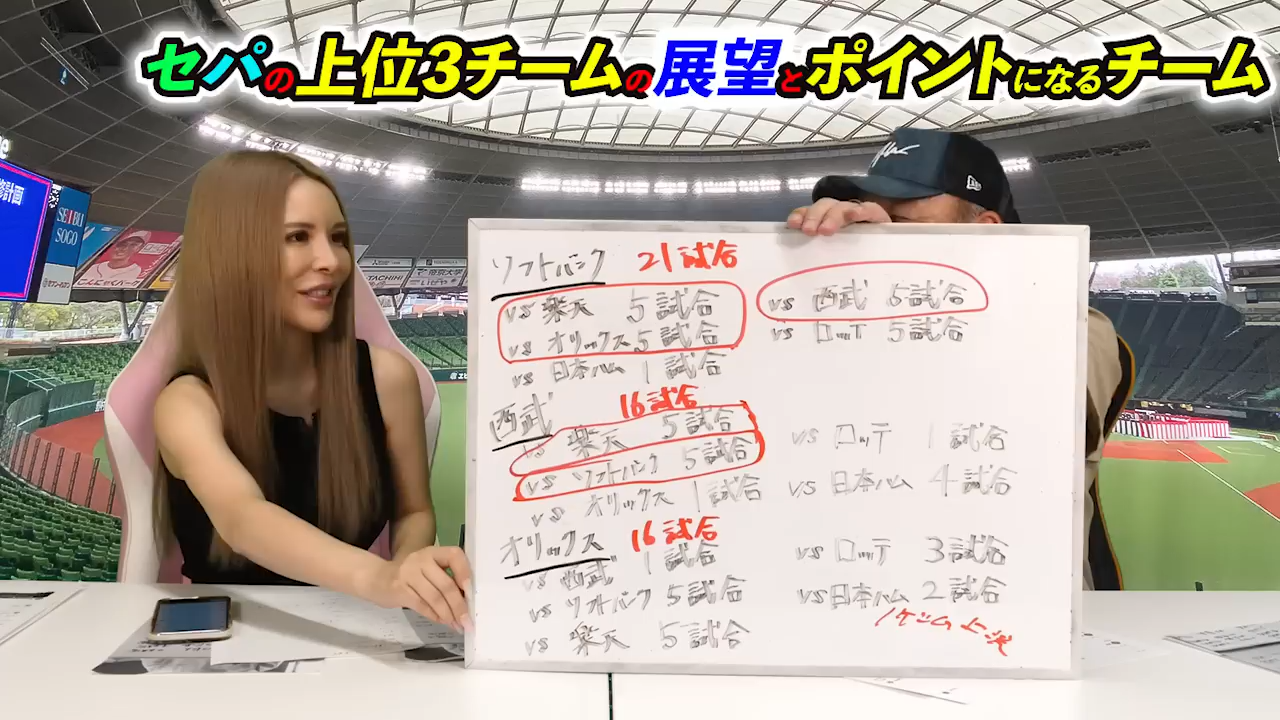 セパの上位3チームの展望とポイントになるチーム
SEIBU
SOGO
HITACHI
帝京大学
ソフトバンク 21試合
vs 楽天 5試合
vs オリックス 5試合
vs 日本ハム 1試合
vs 西武 5試合
vs ロッテ 5試合
西武 16試合
vs 楽天 5試合
vs ソフトバンク 5試合
vs オリックス 1試合
vs ロッテ 1試合
vs 日本ハム 4試合
オリックス 16試合
vs 西武 1試合
vs ソフトバンク 5試合
vs 楽天 5試合
vs ロッテ 3試合
vs 日本ハム 2試合